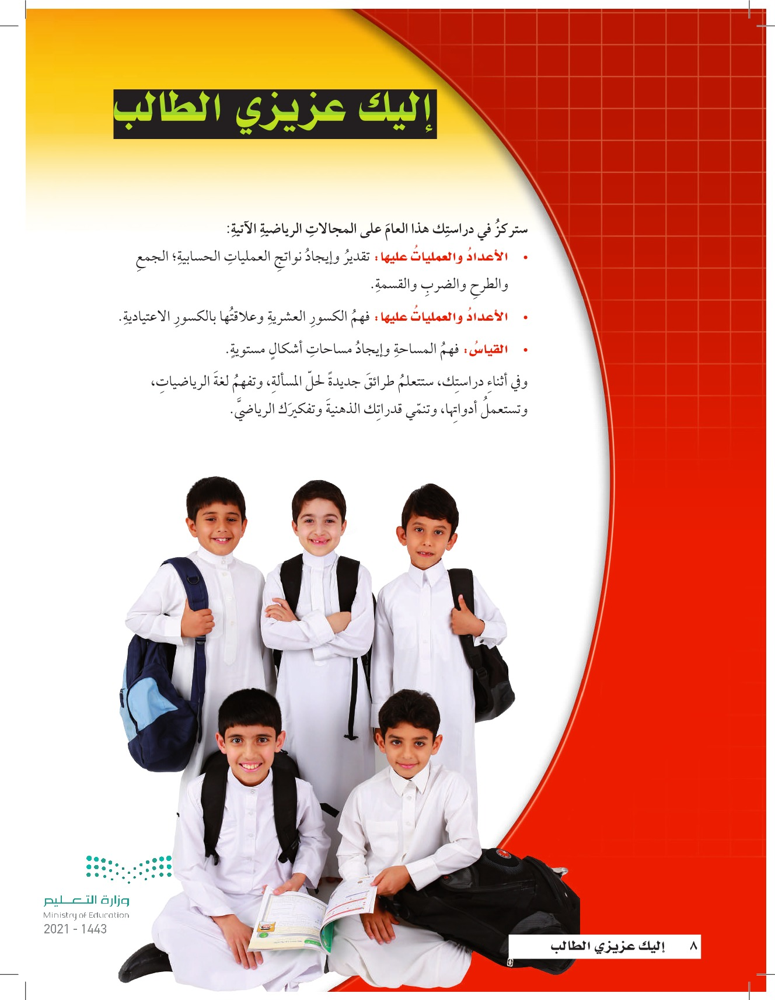 إليك عزيزي الطالب
ستركزُ في دراستِك هذا العامَ على المجالاتِ الرياضيةِ الآتيةِ:
• الأعدادُ والعملياتُ عليها: تقديرُ وإيجادُ نواتجِ العملياتِ الحسابيةِ؛ الجمعِ
والطرحِ والضربِ والقسمةِ.
• الأعدادُ والعملياتُ عليها: فهمُ الكسورِ العشريةِ وعلاقتُها بالكسورِ الاعتياديةِ.
• القياسُ: فهمُ المساحةِ وإيجادُ مساحاتِ أشكالٍ مستويةٍ.
وفي أثناءِ دراستِك، ستتعلمُ طرائقَ جديدةً لحلّ المسألةِ، وتفهمُ لغةَ الرياضياتِ،
وتستعملُ أدواتِها، وتنمّي قدراتِك الذهنيةَ وتفكيرَك الرياضيَّ.
وزارة التعـــليم
Ministry of Education
2021 - 1443
٨ إليك عزيزي الطالب